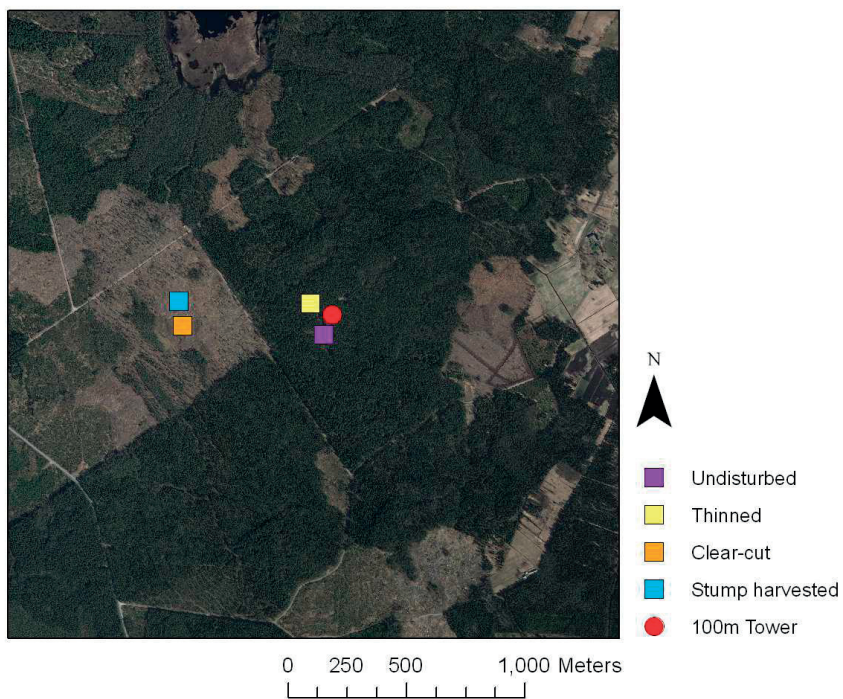 N
Undisturbed
Thinned
Clear-cut
Stump harvested
100m Tower
0 250 500 1,000 Meters